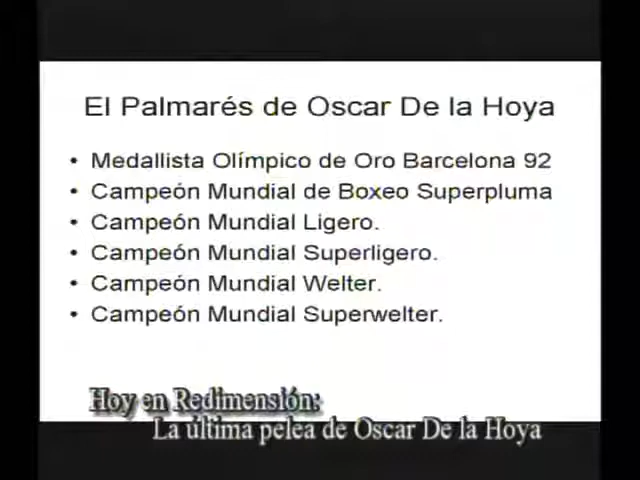 El Palmarés de Oscar De la Hoya
• Medallista Olímpico de Oro Barcelona 92
• Campeón Mundial de Boxeo Superpluma
• Campeón Mundial Ligero.
• Campeón Mundial Superligero.
• Campeón Mundial Welter.
• Campeón Mundial Superwelter.
Hoy en Redimensión:
La última pelea de Oscar De la Hoya